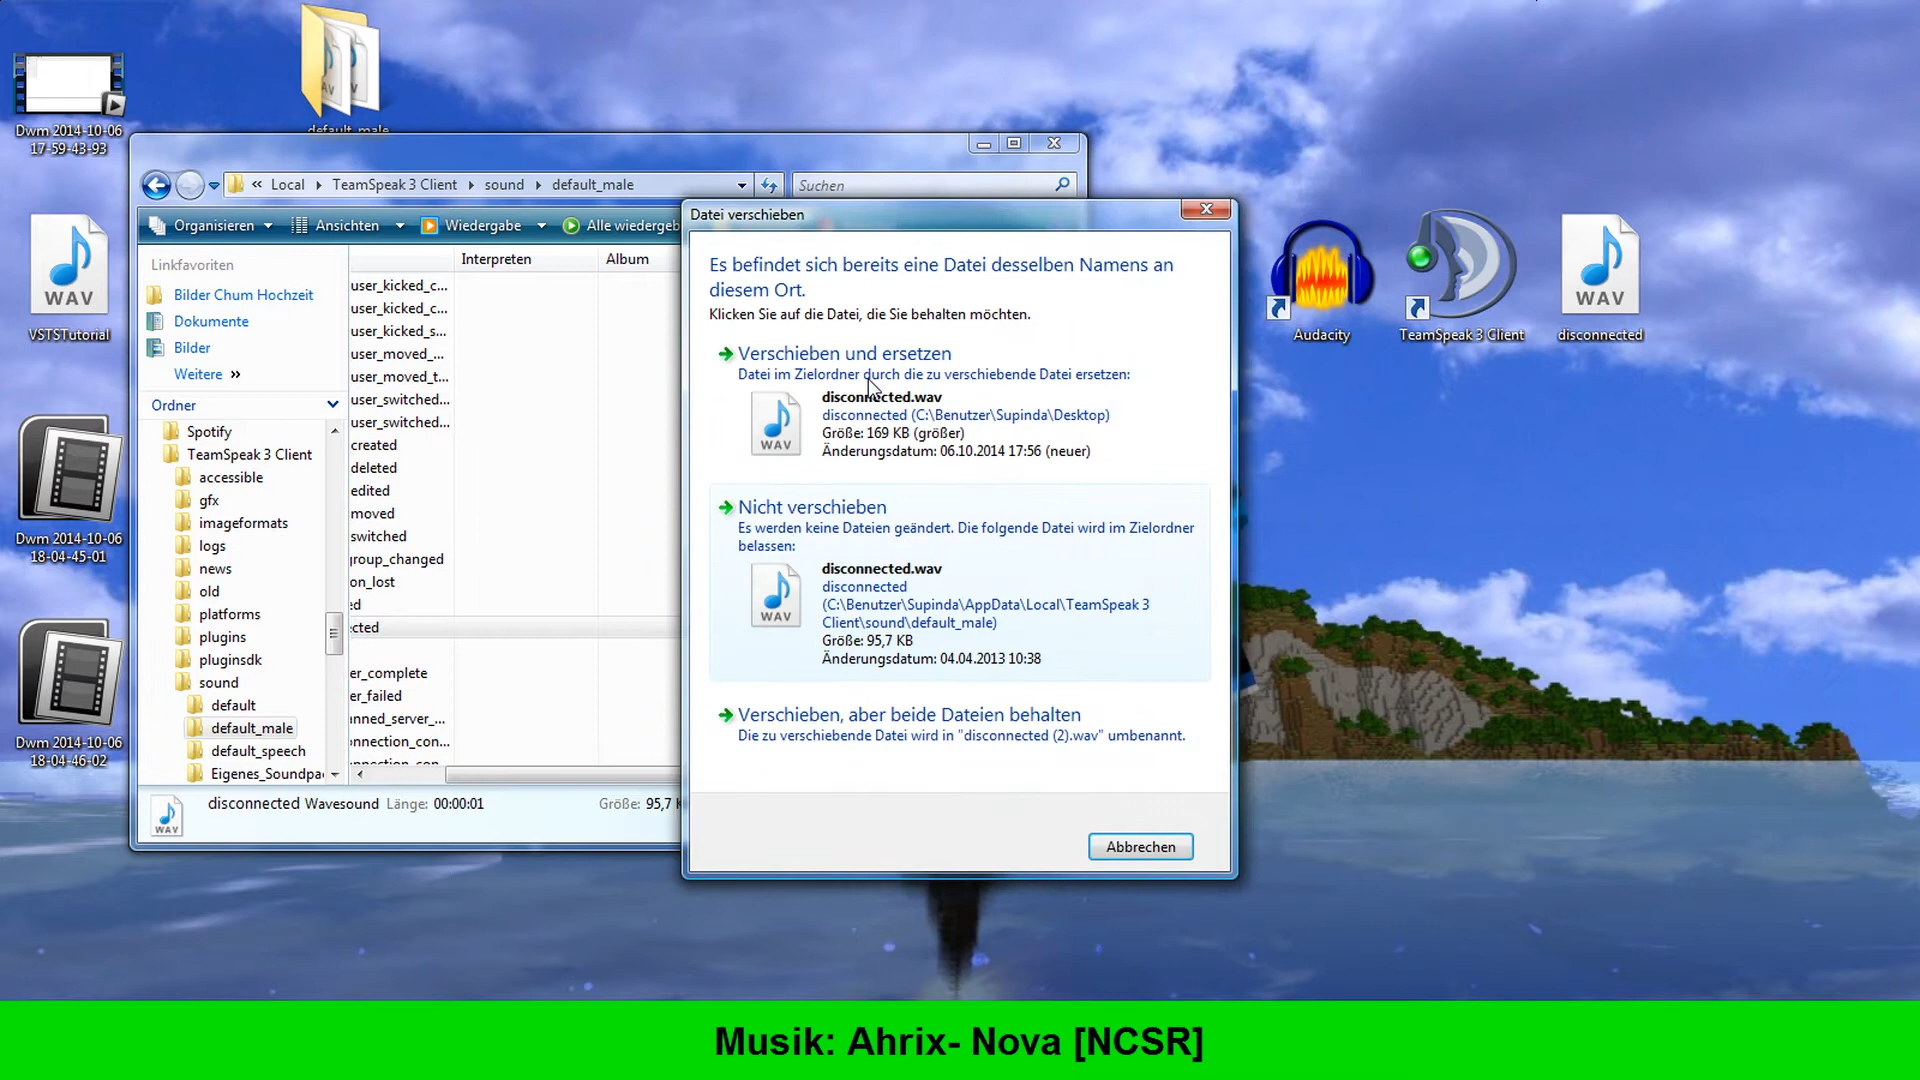 Dwm 2014-10-06
17-59-43-93
default_male
« Local ▸ TeamSpeak 3 Client ▸ sound ▸ default_male
Suchen
Organisieren
Ansichten
Wiedergabe
Alle wiedergeb
Linkfavoriten
Bilder Chum Hochzeit
Dokumente
Bilder
Weitere »
Ordner
Spotify
TeamSpeak 3 Client
accessible
gfx
imageformats
logs
news
old
platforms
plugins
pluginsdk
sound
default
default_male
default_speech
Eigenes_Soundpa
Interpreten
Album
user_kicked_c...
user_kicked_c...
user_kicked_s...
user_moved_...
user_moved_t...
user_switched...
user_switched...
created
deleted
edited
moved
switched
group_changed
on_lost
ed
ected
er_complete
er_failed
anned_server_...
onnection_con...
disconnected Wavesound Länge: 00:00:01
Größe: 95,7 K
WAV
Datei verschieben
Es befindet sich bereits eine Datei desselben Namens an
diesem Ort.
Klicken Sie auf die Datei, die Sie behalten möchten.
Verschieben und ersetzen
Datei im Zielordner durch die zu verschiebende Datei ersetzen:
WAV
disconnected.wav
disconnected (C:\Benutzer\Supinda\Desktop)
Größe: 169 KB (größer)
Änderungsdatum: 06.10.2014 17:56 (neuer)
Nicht verschieben
Es werden keine Dateien geändert. Die folgende Datei wird im Zielordner
belassen:
WAV
disconnected.wav
disconnected
(C:\Benutzer\Supinda\AppData\Local\TeamSpeak 3
Client\sound\default_male)
Größe: 95,7 KB
Änderungsdatum: 04.04.2013 10:38
Verschieben, aber beide Dateien behalten
Die zu verschiebende Datei wird in "disconnected (2).wav" umbenannt.
Abbrechen
WAV
VSTSTutorial
Dwm 2014-10-06
18-04-45-01
Dwm 2014-10-06
18-04-46-02
Audacity
TeamSpeak 3 Client
WAV
disconnected
Musik: Ahrix- Nova [NCSR]